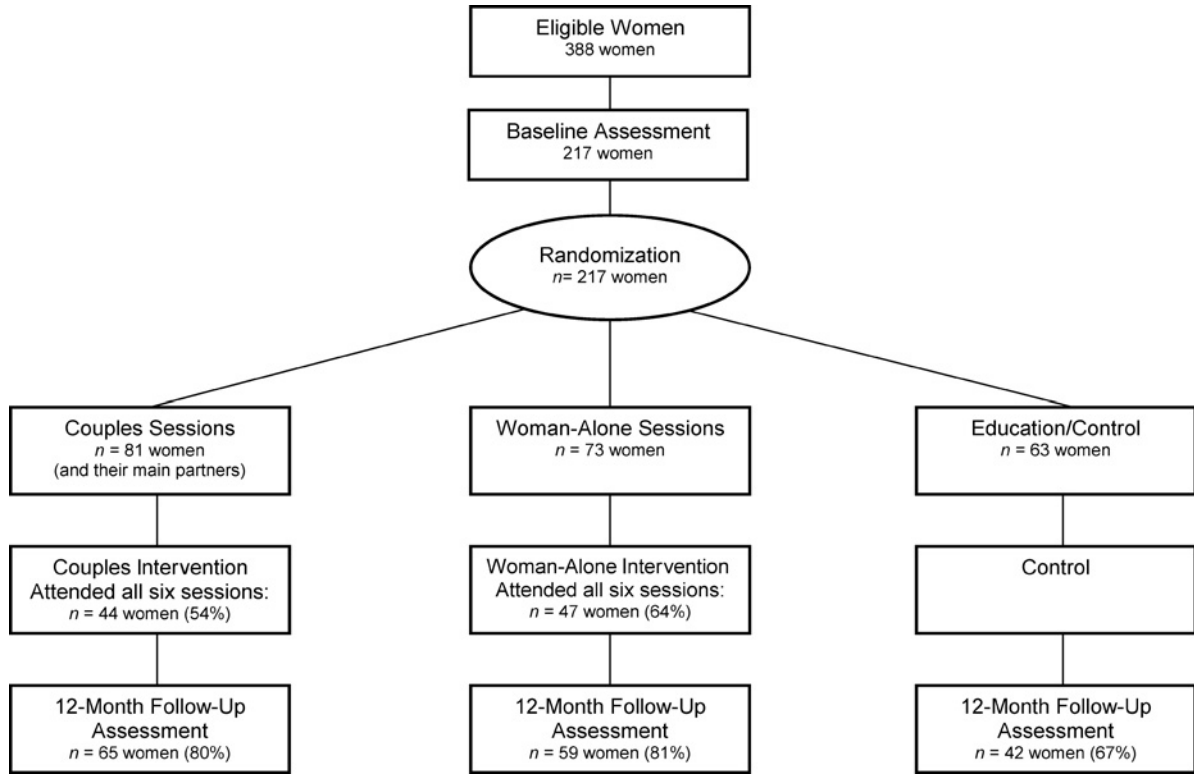 Eligible Women
388 women
Baseline Assessment
217 women
Randomization
n= 217 women
Couples Sessions
n = 81 women
(and their main partners)
Woman-Alone Sessions
n = 73 women
Education/Control
n = 63 women
Couples Intervention
Attended all six sessions:
n = 44 women (54%)
Woman-Alone Intervention
Attended all six sessions:
n = 47 women (64%)
Control
12-Month Follow-Up
Assessment
n = 65 women (80%)
12-Month Follow-Up
Assessment
n = 59 women (81%)
12-Month Follow-Up
Assessment
n = 42 women (67%)